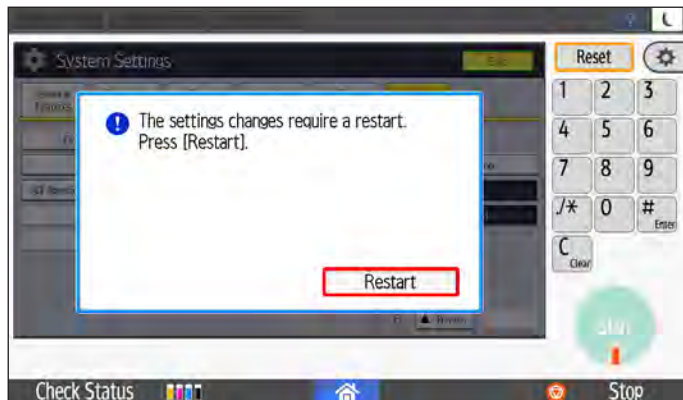 System Settings
Reset
The settings changes require a restart.
Press [Restart].
Restart
1 2 3
4 5 6
7 8 9
./* 0 #
Enter
C
Clear
Start
Check Status
Stop